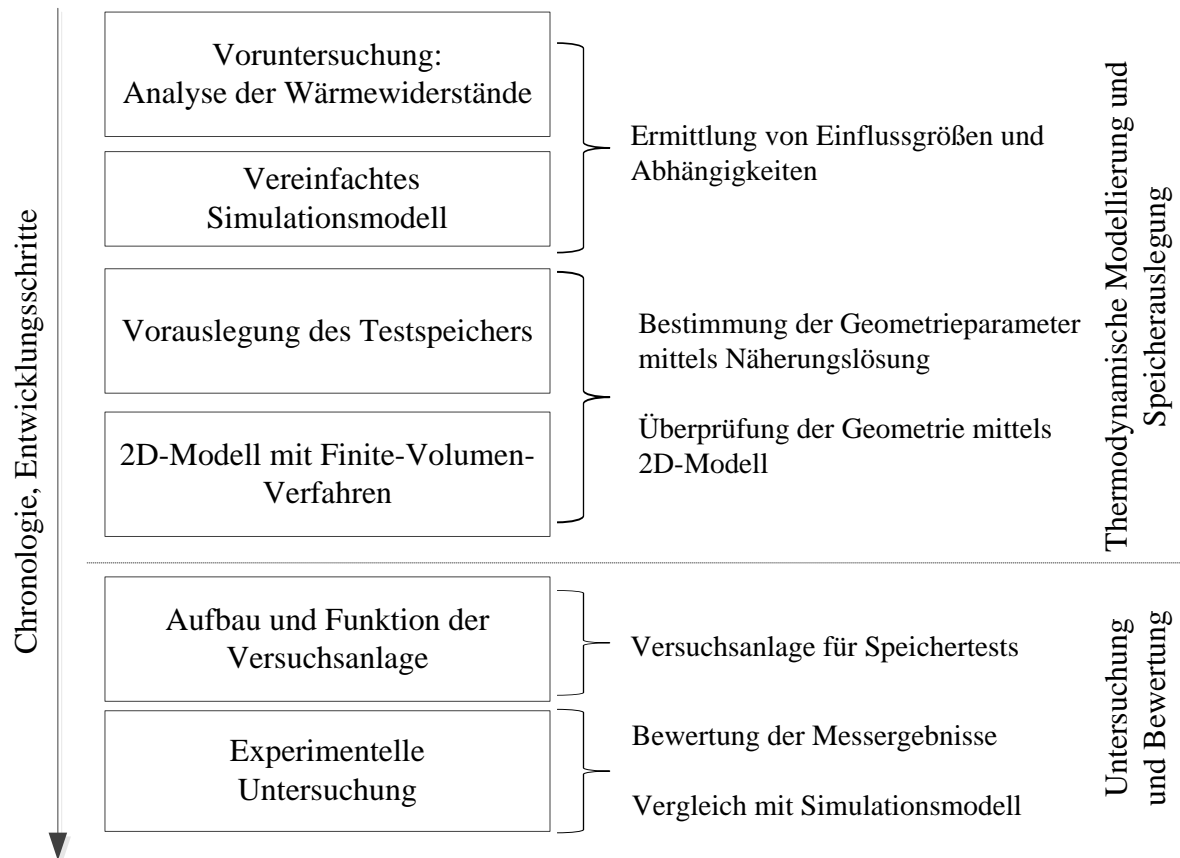 Chronologie, Entwicklungsschritte
Voruntersuchung:
Analyse der Wärmewiderstände
Vereinfachtes
Simulationsmodell
Ermittlung von Einflussgrößen und
Abhängigkeiten
Vorauslegung des Testspeichers
2D-Modell mit Finite-Volumen-
Verfahren
Bestimmung der Geometrieparameter
mittels Näherungslösung
Überprüfung der Geometrie mittels
2D-Modell
Thermodynamische Modellierung und
Speicherauslegung
Aufbau und Funktion der
Versuchsanlage
Versuchsanlage für Speichertests
Experimentelle
Untersuchung
Bewertung der Messergebnisse
Vergleich mit Simulationsmodell
Untersuchung
und Bewertung